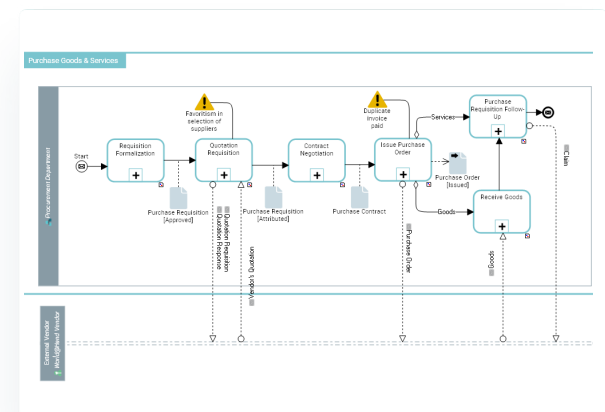 Purchase Goods & Services
Procurement Department
Start
Requisition
Formalization
Purchase Requisition
[Approved]
Favoritism in
selection of
suppliers
Quotation
Requisition
Quotation Requisition
Quotation Response
Vendor's Quotation
Purchase Requisition
[Attributed]
Contract
Negotiation
Purchase Contract
Duplicate
invoice
paid
Issue Purchase
Order
Purchase Order
Services
Goods
Purchase Order
[Issued]
Purchase
Requisition Follow-
Up
Receive Goods
Goods
Claim
External Vendor